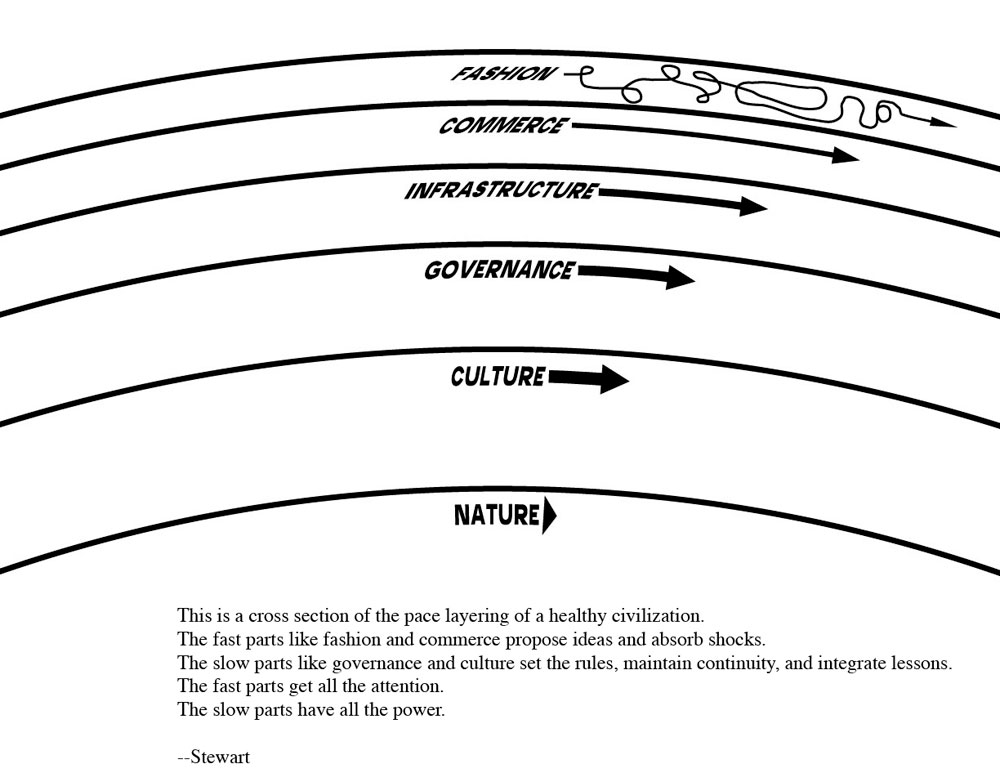 FASHION
COMMERCE
INFRASTRUCTURE
GOVERNANCE
CULTURE
NATURE
This is a cross section of the pace layering of a healthy civilization.
The fast parts like fashion and commerce propose ideas and absorb shocks.
The slow parts like governance and culture set the rules, maintain continuity, and integrate lessons.
The fast parts get all the attention.
The slow parts have all the power.
--Stewart